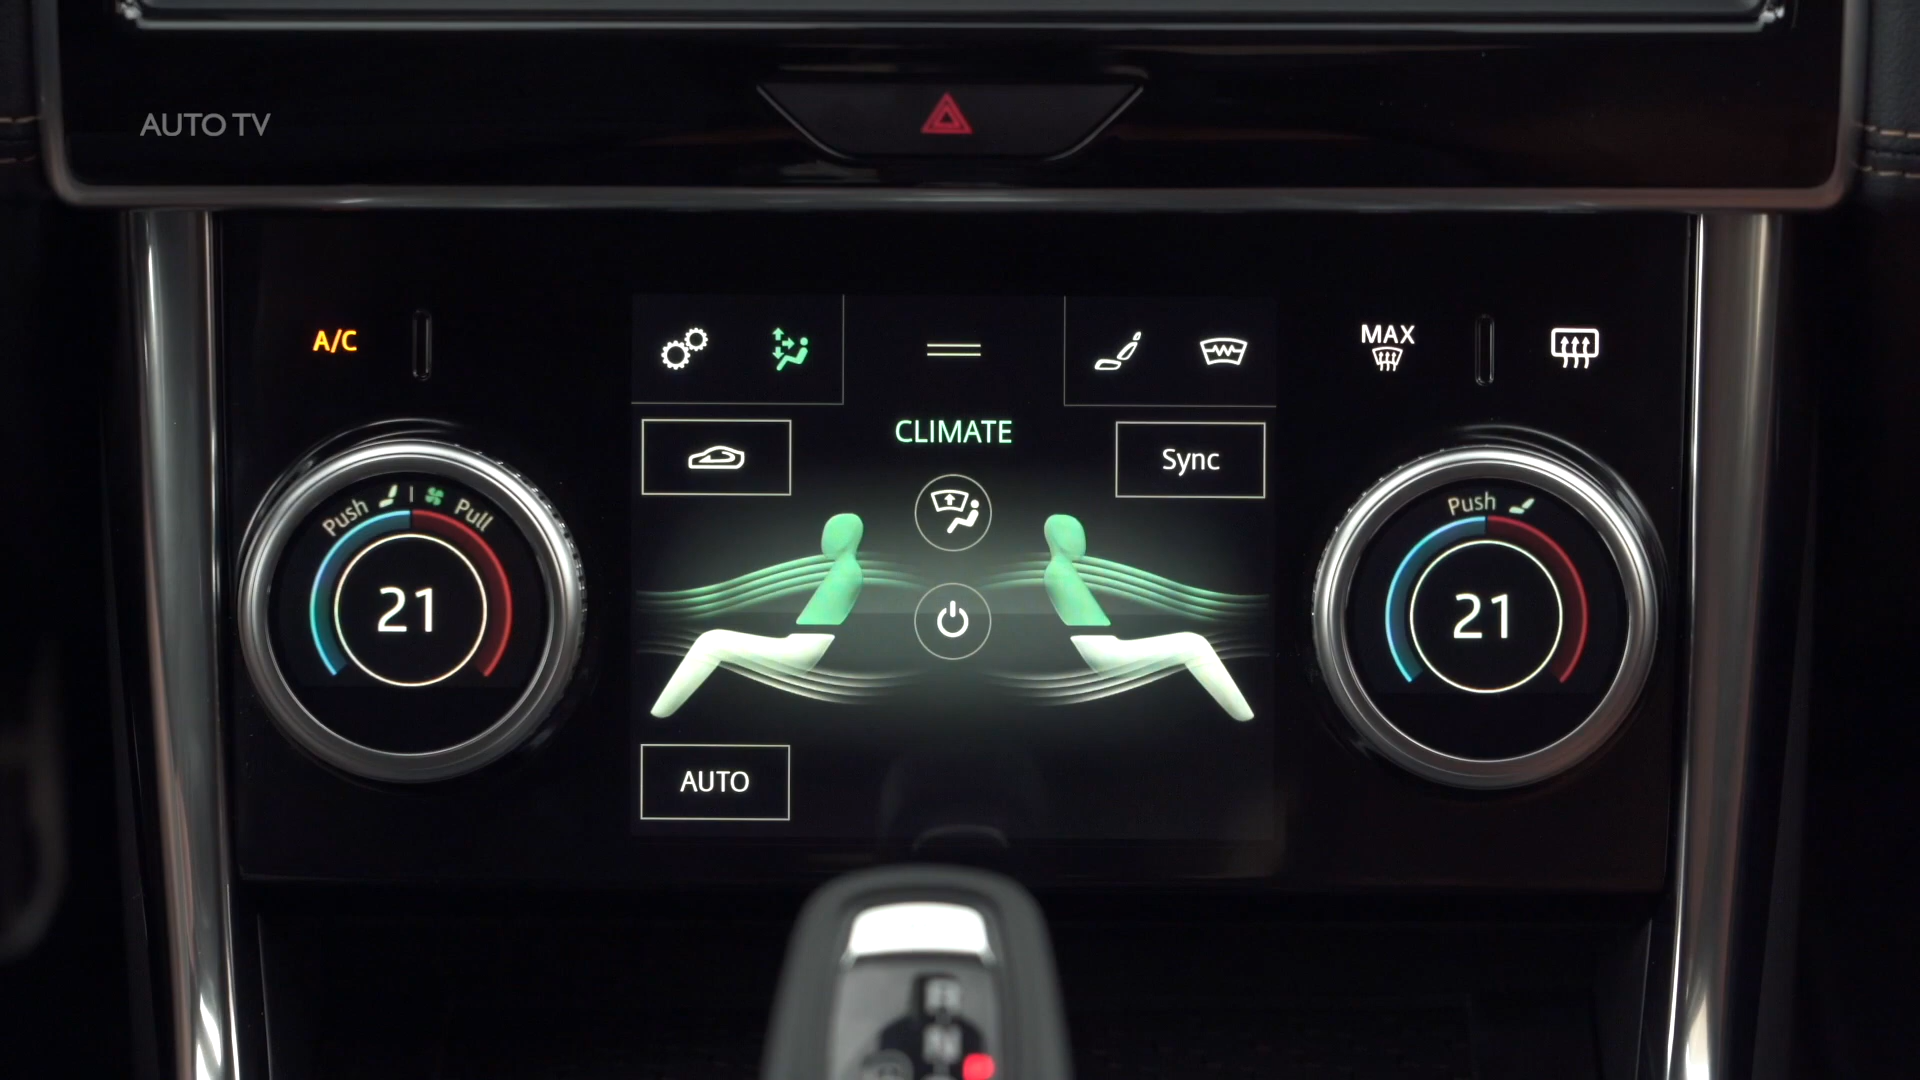 AUTO TV
A/C
MAX
CLIMATE
Sync
Push
Pull
Push
21
21
AUTO
R
N